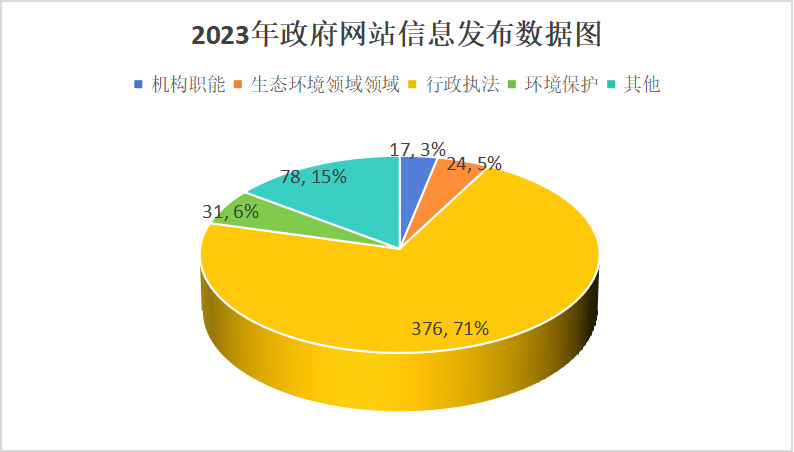 2023年政府网站信息发布数据图
机构职能 生态环境领域领域 行政执法 环境保护 其他
17, 3%
24, 5%
78, 15%
31, 6%
376, 71%